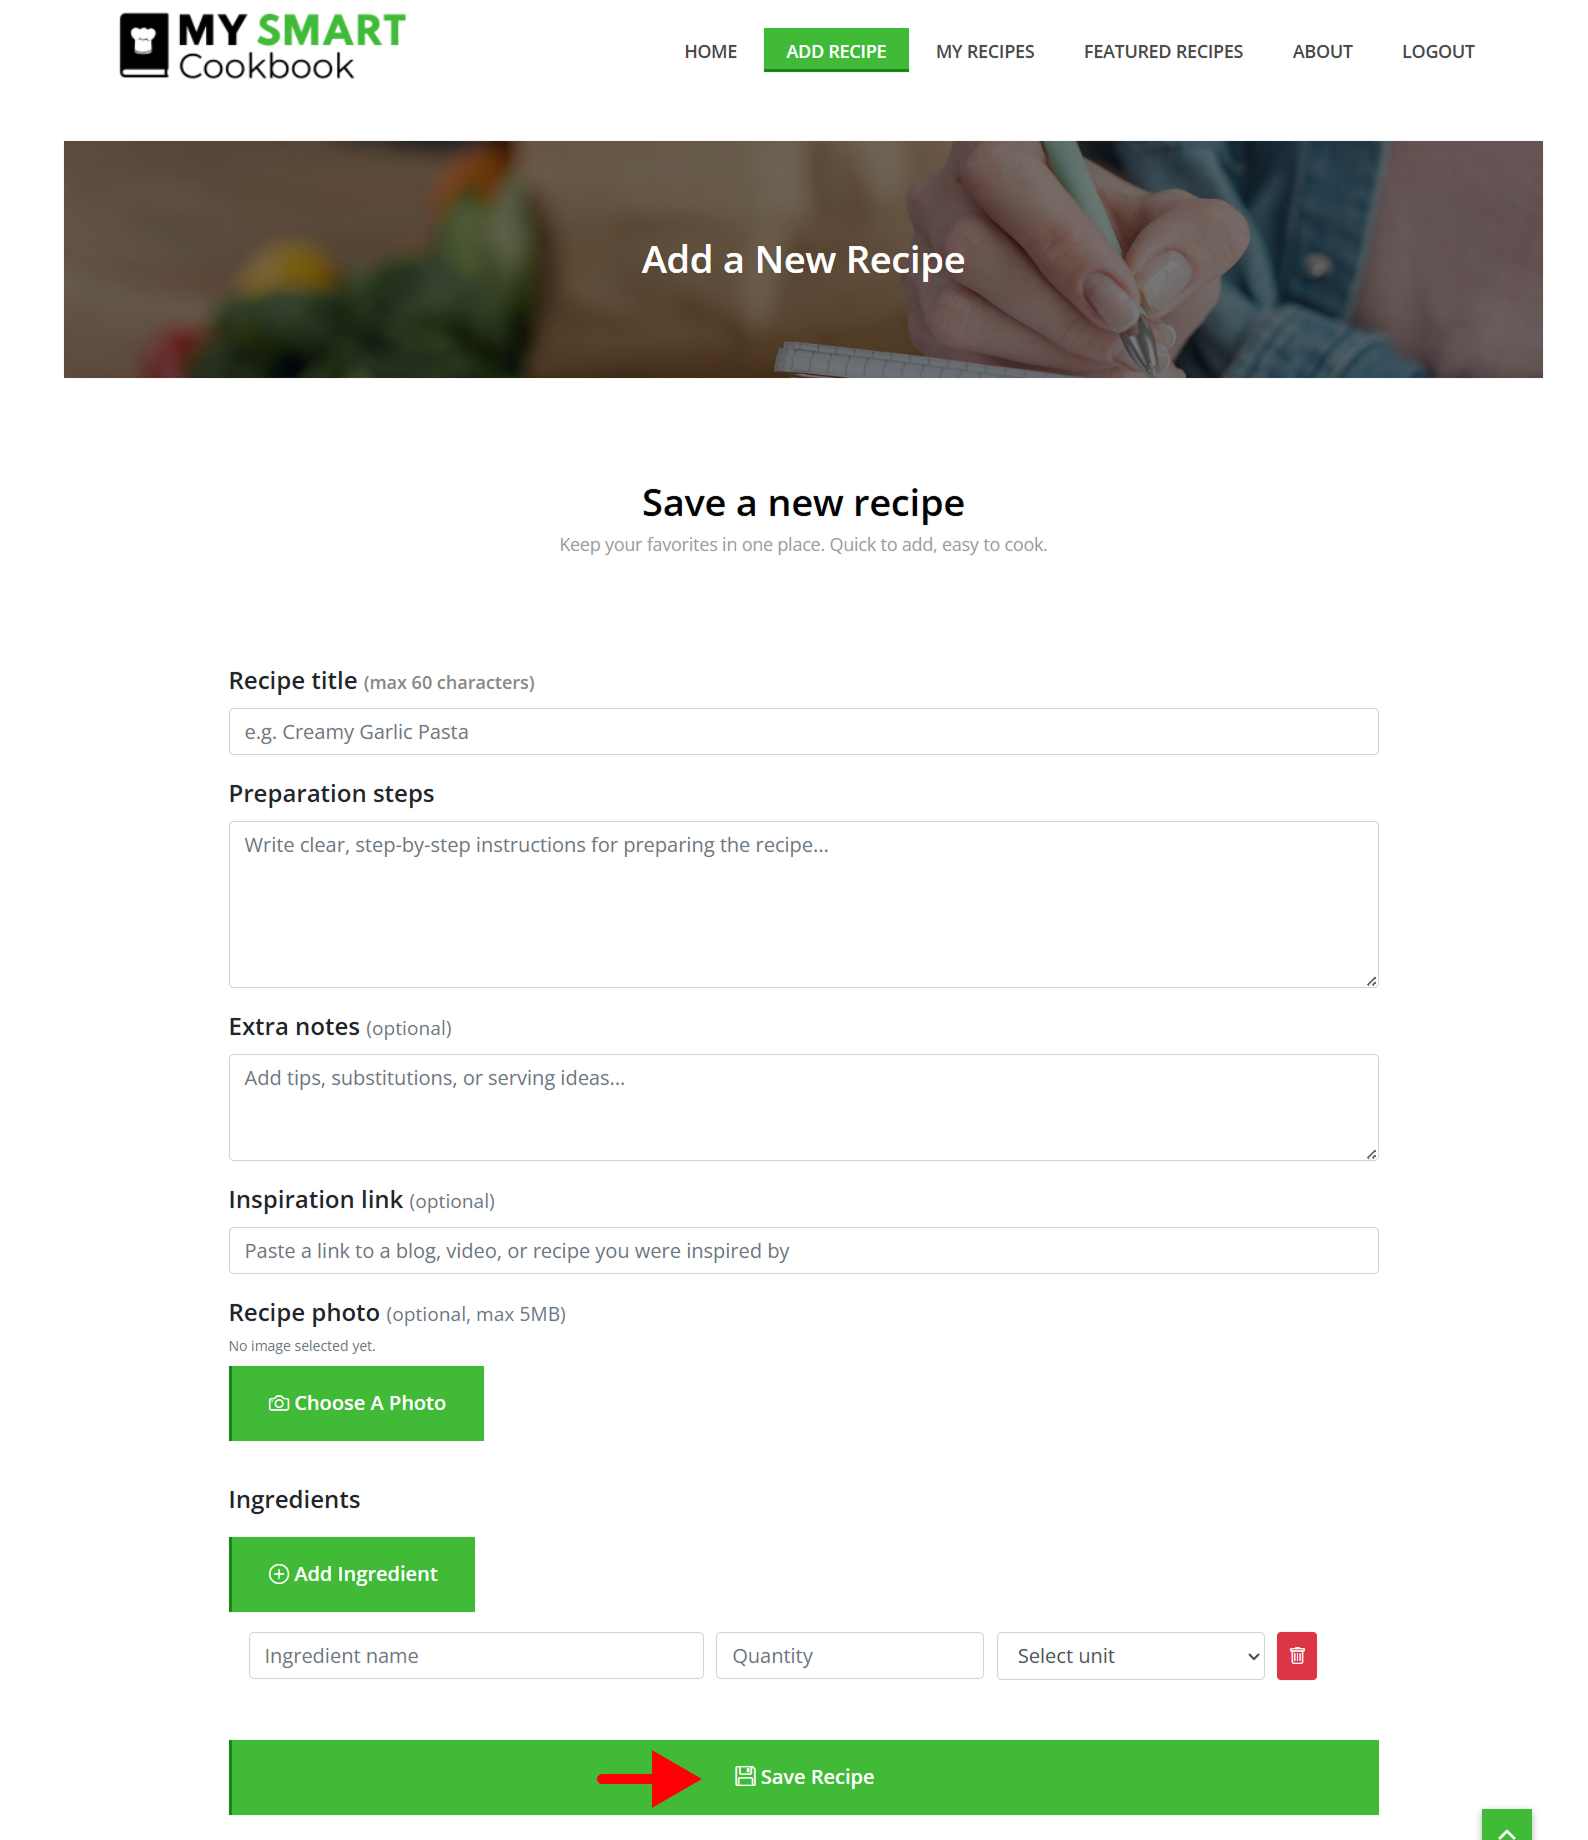 MY SMART
Cookbook
HOME ADD RECIPE MY RECIPES FEATURED RECIPES ABOUT LOGOUT
Add a New Recipe
Save a new recipe
Keep your favorites in one place. Quick to add, easy to cook.
Recipe title (max 60 characters)
e.g. Creamy Garlic Pasta
Preparation steps
Write clear, step-by-step instructions for preparing the recipe...
Extra notes (optional)
Add tips, substitutions, or serving ideas...
Inspiration link (optional)
Paste a link to a blog, video, or recipe you were inspired by
Recipe photo (optional, max 5MB)
No image selected yet.
Choose A Photo
Ingredients
Add Ingredient
Ingredient name Quantity Select unit
Save Recipe